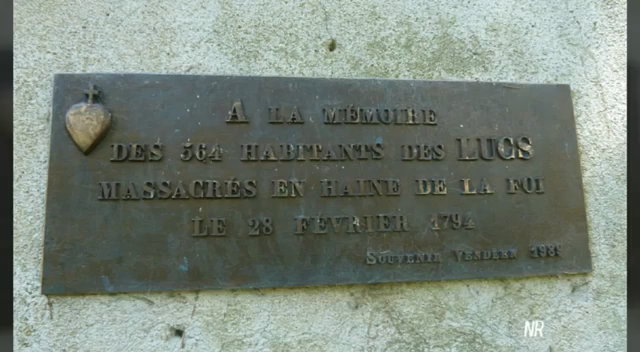 A LA MÉMOIRE
DES 564 HABITANTS DES LUCS
MASSACRÉS EN HAINE DE LA FOI
LE 28 FÉVRIER 1794
SOUVENIR VENDÉEN 1989
NR